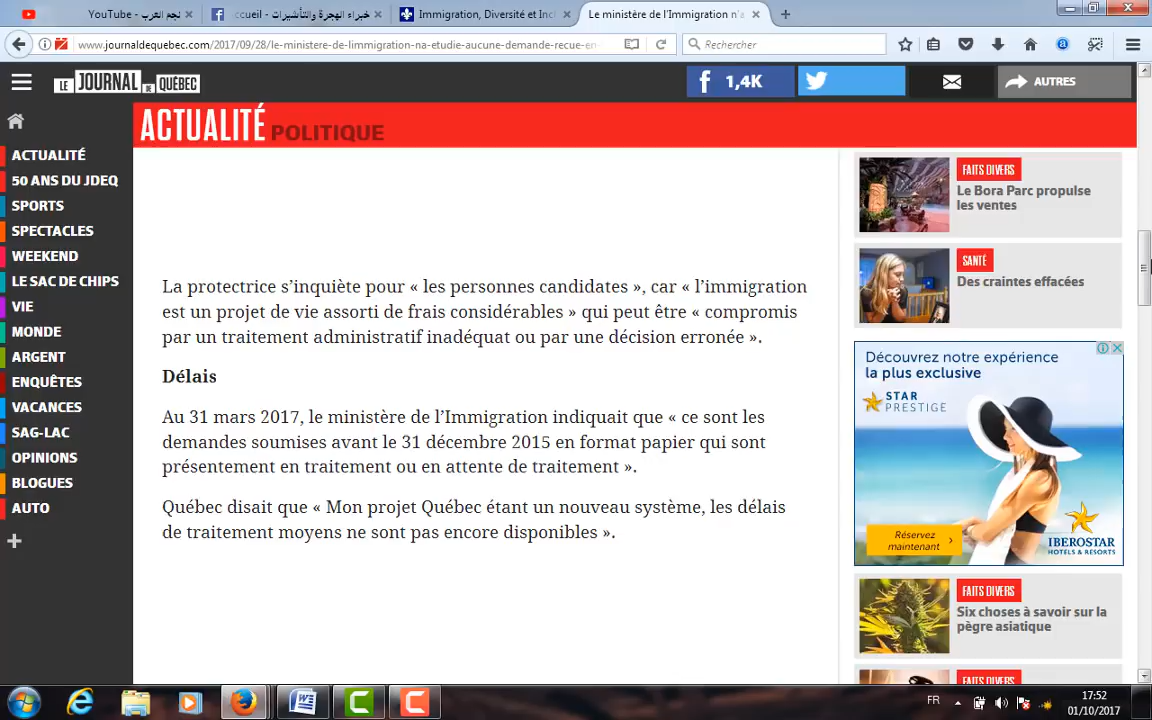 YouTube - نجم العرب
ccueil - خبراء الهجرة والتأشيرات
Immigration, Diversité et Incl
Le ministère de l'Immigration n'a
www.journaldequebec.com/2017/09/28/le-ministere-de-limmigration-na-etudie-aucune-demande-recue-en-
Rechercher
LE JOURNAL DE QUÉBEC
1,4K
AUTRES
ACTUALITÉ POLITIQUE
ACTUALITÉ
50 ANS DU JDEQ
SPORTS
SPECTACLES
WEEKEND
LE SAC DE CHIPS
VIE
MONDE
ARGENT
ENQUÊTES
VACANCES
SAG-LAC
OPINIONS
BLOGUES
AUTO
La protectrice s'inquiète pour « les personnes candidates », car « l'immigration
est un projet de vie assorti de frais considérables » qui peut être « compromis
par un traitement administratif inadéquat ou par une décision erronée ».
Délais
Au 31 mars 2017, le ministère de l'Immigration indiquait que « ce sont les
demandes soumises avant le 31 décembre 2015 en format papier qui sont
présentement en traitement ou en attente de traitement ».
Québec disait que « Mon projet Québec étant un nouveau système, les délais
de traitement moyens ne sont pas encore disponibles ».
FAITS DIVERS
Le Bora Parc propulse
les ventes
SANTÉ
Des craintes effacées
Découvrez notre expérience
la plus exclusive
STAR
PRESTIGE
Réservez
maintenant
IBEROSTAR
HOTELS & RESORTS
FAITS DIVERS
Six choses à savoir sur la
pègre asiatique
FAITS DIVERS
FR
17:52
01/10/2017